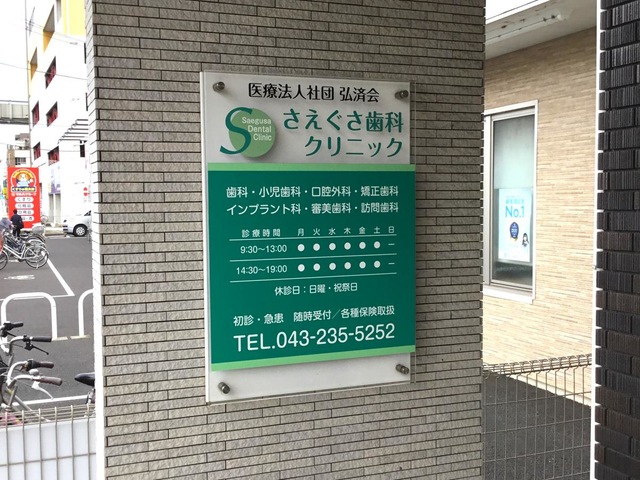 医療法人社団 弘済会
S
Saegusa
Dental
Clinic
さえぐさ歯科
クリニック
歯科・小児歯科・口腔外科・矯正歯科
インプラント科・審美歯科・訪問歯科
診療時間 月 火 水 木 金 土 日
9:30～13:00 ● ● ● ● ● ● ー
14:30～19:00 ● ● ● ● ● ● ー
休診日：日曜・祝祭日
初診・急患 随時受付／各種保険取扱
TEL.043-235-5252
No.1